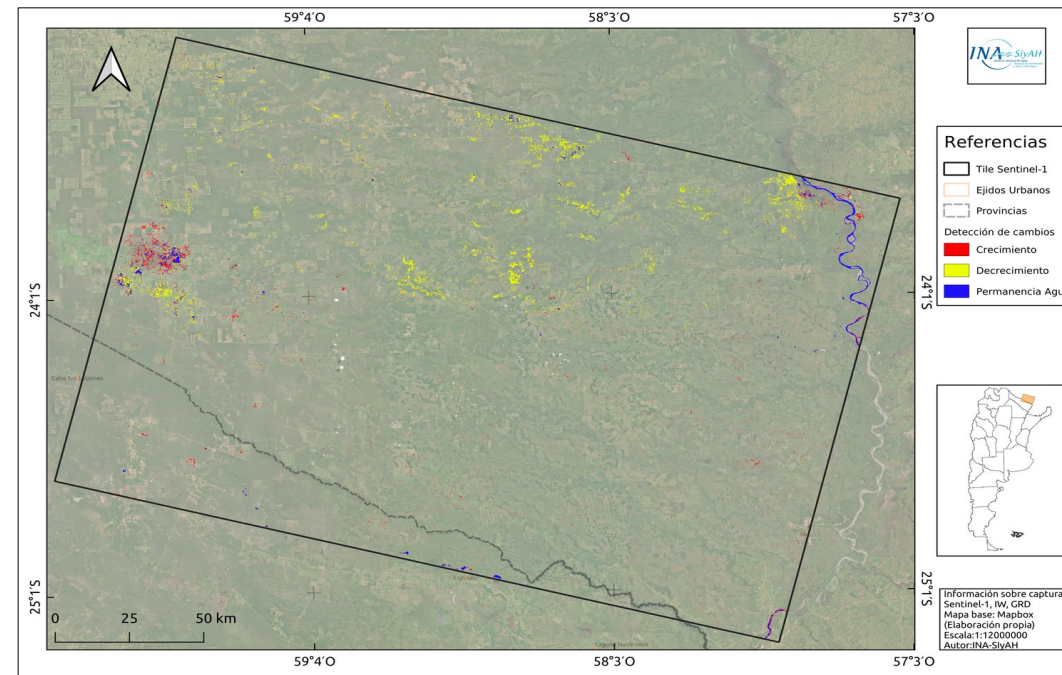 59°4′O
58°3′O
57°3′O
INA
SiyAH
Referencias
Tile Sentinel-1
Ejidos Urbanos
Provincias
Detección de cambios
Crecimiento
Decrecimiento
Permanencia Agu
24°1′S
24°1′S
Cabo 1ro Lugones
25°1′S
25°1′S
0 25 50 km
Información sobre captura
Sentinel-1, IW, GRD
Mapa base: Mapbox
(Elaboración propia)
Escala:1:12000000
Autor:INA-SIyAH
59°4′O
58°3′O
57°3′O